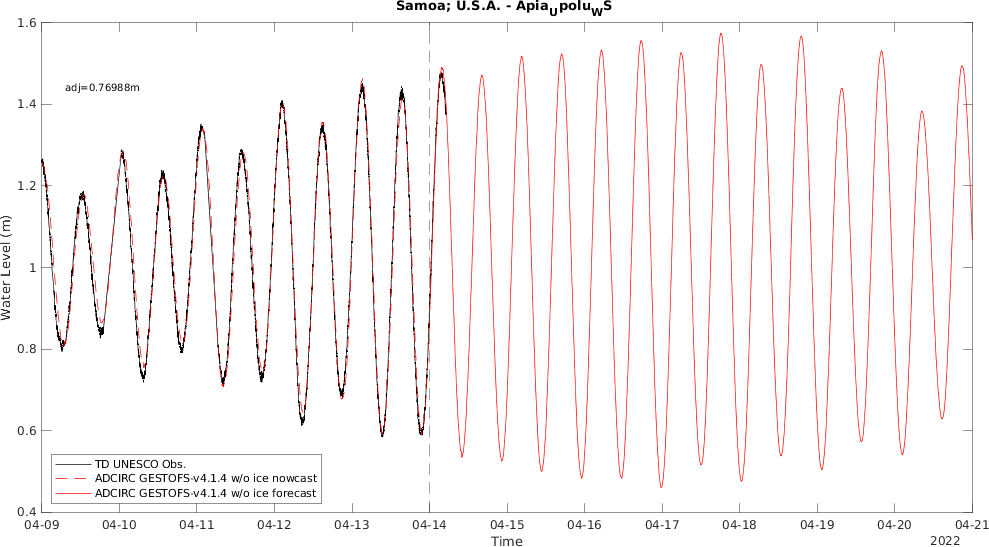 Samoa; U.S.A. - ApiaUpoluWS
1.6
adj=0.76988m
1.4
1.2
1
0.8
0.6
0.4
Water Level (m)
TD UNESCO Obs.
ADCIRC GESTOFS-v4.1.4 w/o ice nowcast
ADCIRC GESTOFS-v4.1.4 w/o ice forecast
04-09 04-10 04-11 04-12 04-13 04-14 04-15 04-16 04-17 04-18 04-19 04-20 04-21
Time
2022